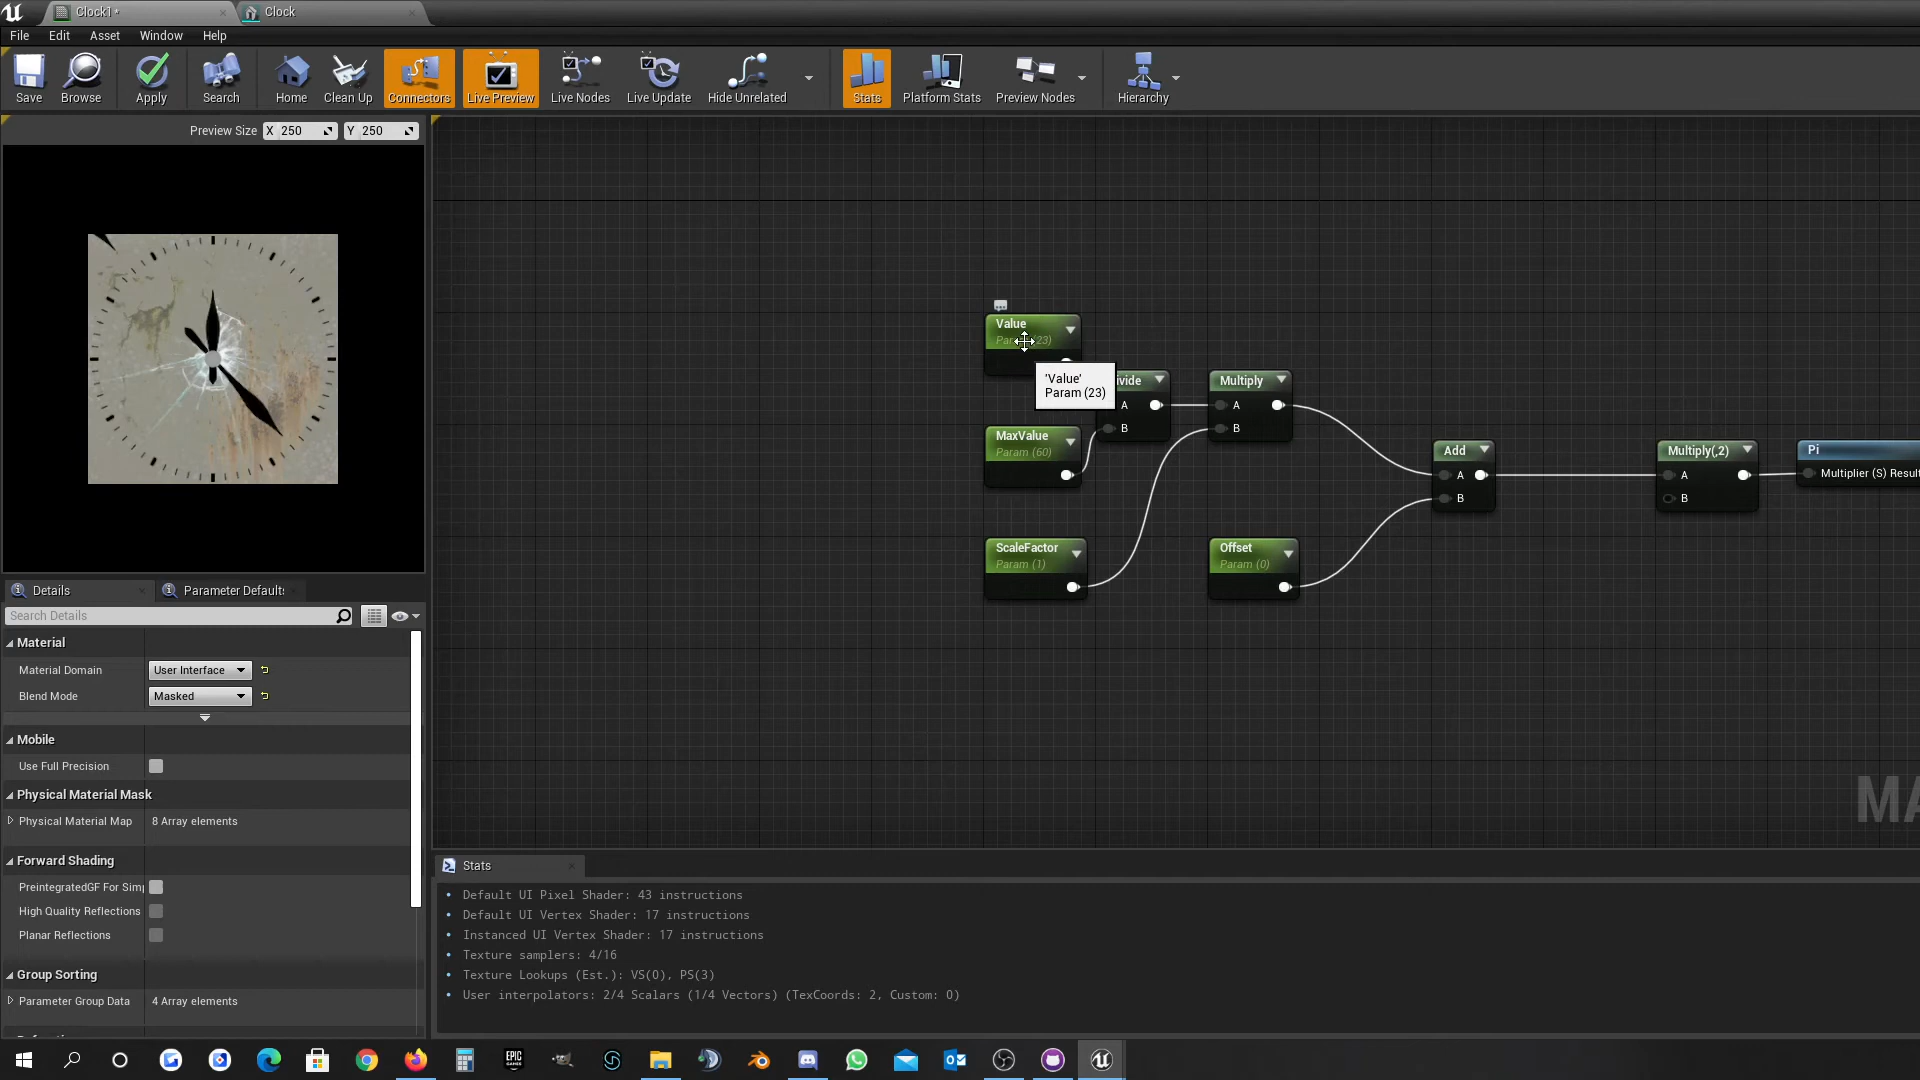 Clock1*
Clock
File Edit Asset Window Help
Save Browse Apply Search Home Clean Up Connectors Live Preview Live Nodes Live Update Hide Unrelated Stats Platform Stats Preview Nodes Hierarchy
Preview Size X 250 Y 250
Value
'Value'
Param (23)
MaxValue
Param (60)
A
B
Multiply
A
B
ScaleFactor
Param (1)
Offset
Param (0)
Add
A
B
Multiply(,2)
A
B
Pi
Multiplier (S) Result
Details
Parameter Defaults
Search Details
Material
Material Domain User Interface
Blend Mode Masked
Mobile
Use Full Precision
Physical Material Mask
Physical Material Map 8 Array elements
Forward Shading
PreintegratedGF For Simp
High Quality Reflections
Planar Reflections
Group Sorting
Parameter Group Data 4 Array elements
Stats
• Default UI Pixel Shader: 43 instructions
• Default UI Vertex Shader: 17 instructions
• Instanced UI Vertex Shader: 17 instructions
• Texture samplers: 4/16
• Texture Lookups (Est.): VS(0), PS(3)
• User interpolators: 2/4 Scalars (1/4 Vectors) (TexCoords: 2, Custom: 0)
EPIC GAMES